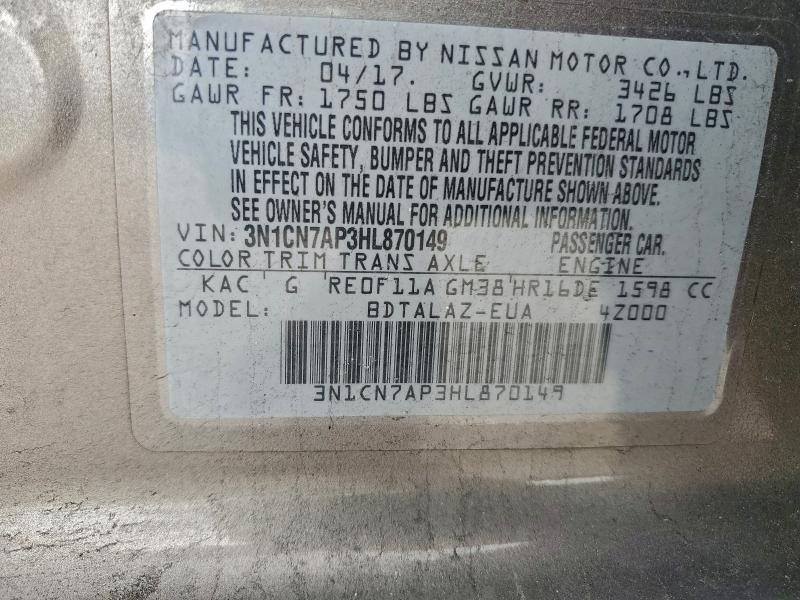 MANUFACTURED BY NISSAN MOTOR CO., LTD.
DATE: 04/17. GVWR: 3426 LBS
GAWR FR: 1750 LBS GAWR RR: 1708 LBS
THIS VEHICLE CONFORMS TO ALL APPLICABLE FEDERAL MOTOR
VEHICLE SAFETY, BUMPER AND THEFT PREVENTION STANDARDS
IN EFFECT ON THE DATE OF MANUFACTURE SHOWN ABOVE.
SEE OWNER'S MANUAL FOR ADDITIONAL INFORMATION.
VIN: 3N1CN7AP3HL870149 PASSENGER CAR.
COLOR TRIM TRANS AXLE ENGINE
KAC G RE0F11A GM38 HR16DE 1598 CC
MODEL: BDTALAZ-EUA 4Z000
3N1CN7AP3HL870149